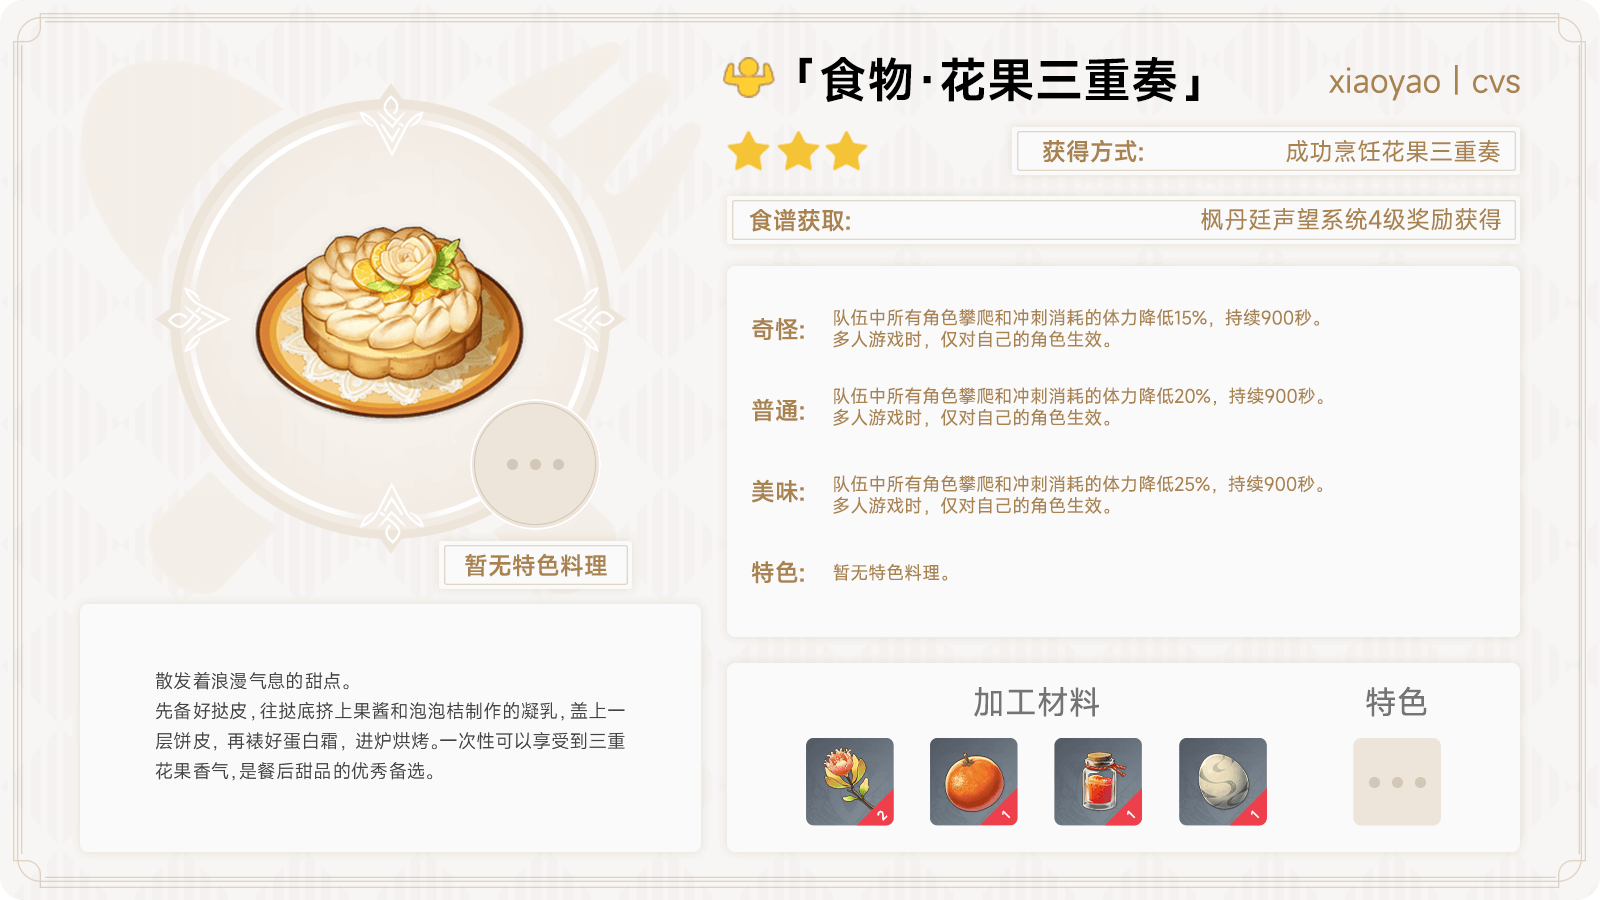 「食物·花果三重奏」
xiaoyao | cvs
获得方式: 成功烹饪花果三重奏
食谱获取: 枫丹廷声望系统4级奖励获得
奇怪: 队伍中所有角色攀爬和冲刺消耗的体力降低15%，持续900秒。
多人游戏时，仅对自己的角色生效。
普通: 队伍中所有角色攀爬和冲刺消耗的体力降低20%，持续900秒。
多人游戏时，仅对自己的角色生效。
美味: 队伍中所有角色攀爬和冲刺消耗的体力降低25%，持续900秒。
多人游戏时，仅对自己的角色生效。
特色: 暂无特色料理。
暂无特色料理
散发着浪漫气息的甜点。
先备好挞皮，往挞底挤上果酱和泡泡桔制作的凝乳，盖上一
层饼皮，再裱好蛋白霜，进炉烘烤。一次性可以享受到三重
花果香气，是餐后甜品的优秀备选。
加工材料 特色
2 1 1 1